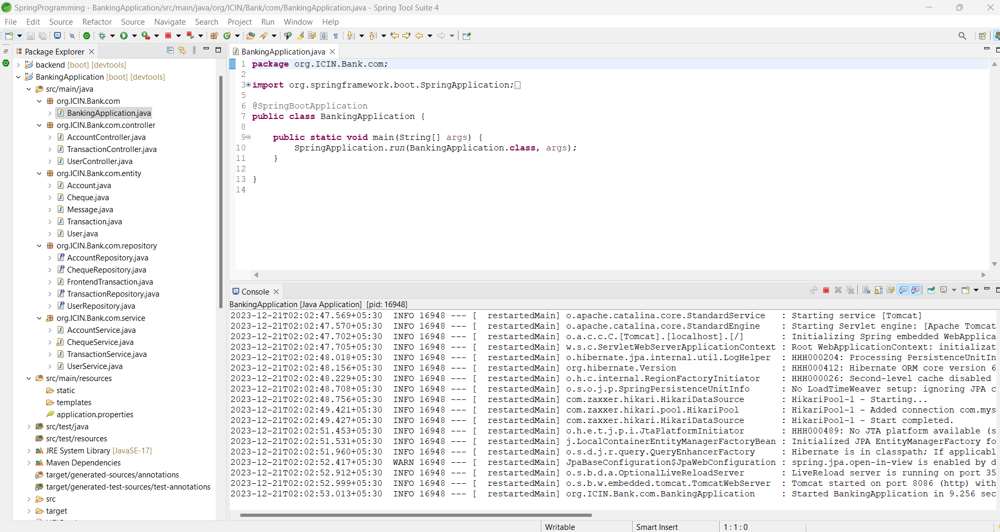 SpringProgramming - BankingApplication/src/main/java/org/ICIN/Bank/com/BankingApplication.java - Spring Tool Suite 4
File Edit Source Refactor Source Navigate Search Project Run Window Help
Package Explorer
backend [boot] [devtools]
BankingApplication [boot] [devtools]
src/main/java
org.ICIN.Bank.com
BankingApplication.java
org.ICIN.Bank.com.controller
AccountController.java
TransactionController.java
UserController.java
org.ICIN.Bank.com.entity
Account.java
Cheque.java
Message.java
Transaction.java
User.java
org.ICIN.Bank.com.repository
AccountRepository.java
ChequeRepository.java
FrontendTransaction.java
TransactionRepository.java
UserRepository.java
org.ICIN.Bank.com.service
AccountService.java
ChequeService.java
TransactionService.java
UserService.java
src/main/resources
static
templates
application.properties
src/test/java
src/test/resources
JRE System Library [JavaSE-17]
Maven Dependencies
target/generated-sources/annotations
target/generated-test-sources/test-annotations
src
target
BankingApplication.java
1 package org.ICIN.Bank.com;
2
3 import org.springframework.boot.SpringApplication;
5
6 @SpringBootApplication
7 public class BankingApplication {
8
9 public static void main(String[] args) {
10 SpringApplication.run(BankingApplication.class, args);
11 }
12
13 }
14
Console
BankingApplication [Java Application] [pid: 16948]
2023-12-21T02:02:47.569+05:30 INFO 16948 --- [ restartedMain] o.apache.catalina.core.StandardService : Starting service [Tomcat]
2023-12-21T02:02:47.570+05:30 INFO 16948 --- [ restartedMain] o.apache.catalina.core.StandardEngine : Starting Servlet engine: [Apache Tomcat
2023-12-21T02:02:47.702+05:30 INFO 16948 --- [ restartedMain] o.a.c.c.C.[Tomcat].[localhost].[/] : Initializing Spring embedded WebApplica
2023-12-21T02:02:47.705+05:30 INFO 16948 --- [ restartedMain] w.s.c.ServletWebServerApplicationContext : Root WebApplicationContext: initializat
2023-12-21T02:02:48.018+05:30 INFO 16948 --- [ restartedMain] o.hibernate.jpa.internal.util.LogHelper : HHH000204: Processing PersistenceUnitIn
2023-12-21T02:02:48.156+05:30 INFO 16948 --- [ restartedMain] org.hibernate.Version : HHH000412: Hibernate ORM core version 6
2023-12-21T02:02:48.229+05:30 INFO 16948 --- [ restartedMain] o.h.c.internal.RegionFactoryInitiator : HHH000026: Second-level cache disabled
2023-12-21T02:02:48.708+05:30 INFO 16948 --- [ restartedMain] o.s.o.j.p.SpringPersistenceUnitInfo : No LoadTimeWeaver setup: ignoring JPA c
2023-12-21T02:02:48.756+05:30 INFO 16948 --- [ restartedMain] com.zaxxer.hikari.HikariDataSource : HikariPool-1 - Starting...
2023-12-21T02:02:49.421+05:30 INFO 16948 --- [ restartedMain] com.zaxxer.hikari.pool.HikariPool : HikariPool-1 - Added connection com.mys
2023-12-21T02:02:49.427+05:30 INFO 16948 --- [ restartedMain] com.zaxxer.hikari.HikariDataSource : HikariPool-1 - Start completed.
2023-12-21T02:02:51.453+05:30 INFO 16948 --- [ restartedMain] o.h.e.t.j.p.i.JtaPlatformInitiator : HHH000489: No JTA platform available (s
2023-12-21T02:02:51.531+05:30 INFO 16948 --- [ restartedMain] j.LocalContainerEntityManagerFactoryBean : Initialized JPA EntityManagerFactory fo
2023-12-21T02:02:51.960+05:30 INFO 16948 --- [ restartedMain] o.s.d.j.r.query.QueryEnhancerFactory : Hibernate is in classpath; If applicabl
2023-12-21T02:02:52.417+05:30 WARN 16948 --- [ restartedMain] JpaBaseConfiguration$JpaWebConfiguration : spring.jpa.open-in-view is enabled by d
2023-12-21T02:02:52.912+05:30 INFO 16948 --- [ restartedMain] o.s.b.d.a.OptionalLiveReloadServer : LiveReload server is running on port 35
2023-12-21T02:02:52.999+05:30 INFO 16948 --- [ restartedMain] o.s.b.w.embedded.tomcat.TomcatWebServer : Tomcat started on port 8086 (http) with
2023-12-21T02:02:53.013+05:30 INFO 16948 --- [ restartedMain] org.ICIN.Bank.com.BankingApplication : Started BankingApplication in 9.256 sec
Writable Smart Insert 1 : 1 : 0